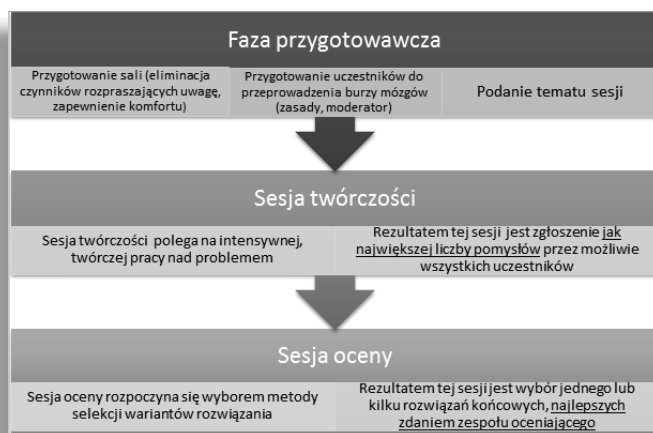 Faza przygotowawcza
Przygotowanie sali (eliminacja
czynników rozpraszających uwagę,
zapewnienie komfortu)
Przygotowanie uczestników do
przeprowadzenia burzy mózgów
(zasady, moderator)
Podanie tematu sesji
Sesja twórczości
Sesja twórczości polega na intensywnej,
twórczej pracy nad problemem
Rezultatem tej sesji jest zgłoszenie jak
największej liczby pomysłów przez możliwie
wszystkich uczestników
Sesja oceny
Sesja oceny rozpoczyna się wyborem metody
selekcji wariantów rozwiązania
Rezultatem tej sesji jest wybór jednego lub
kilku rozwiązań końcowych, najlepszych
zdaniem zespołu oceniającego